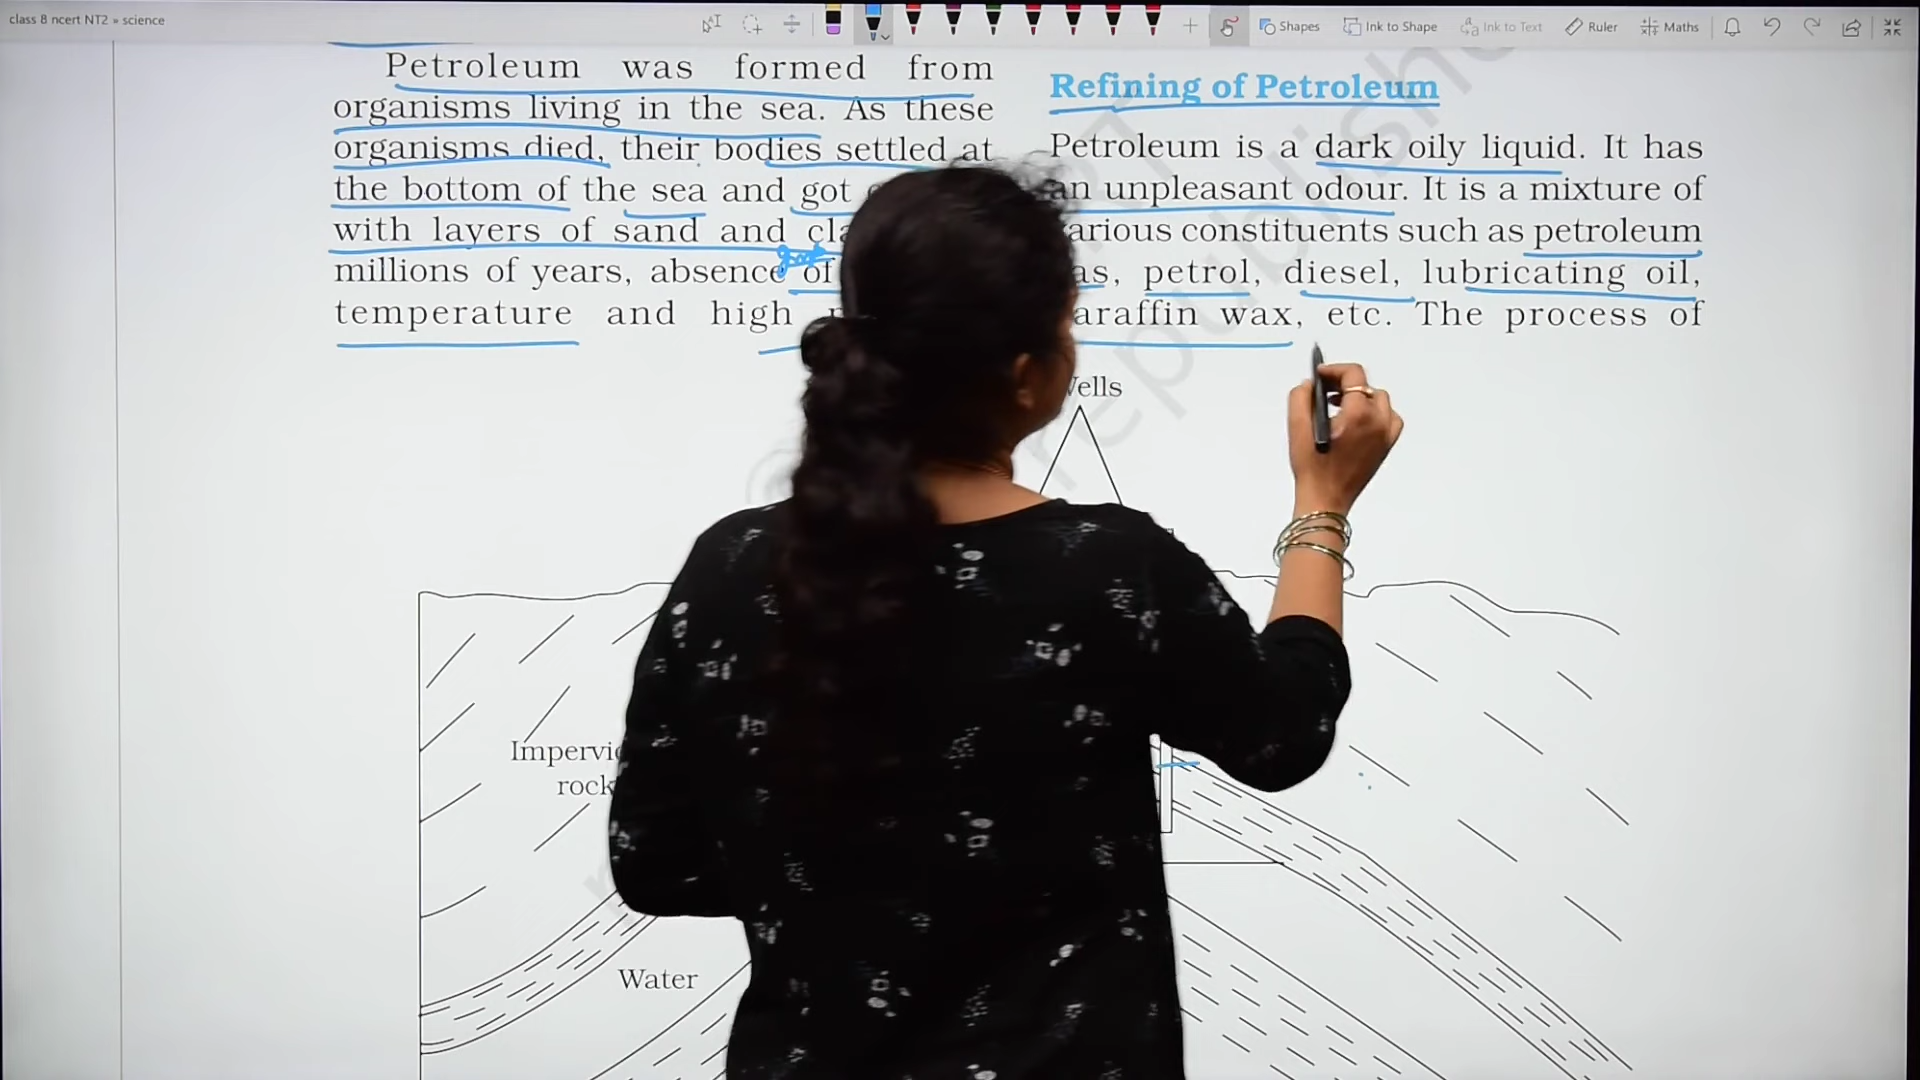 class 8 ncert NT2 » science
Shapes
Ink to Shape
Ink to Text
Ruler
Maths
Petroleum was formed from
organisms living in the sea. As these
organisms died, their bodies settled at
the bottom of the sea and got
with layers of sand and
millions of years, absence of
temperature and high
Refining of Petroleum
Petroleum is a dark oily liquid. It has
an unpleasant odour. It is a mixture of
arious constituents such as petroleum
as, petrol, diesel, lubricating oil,
araffin wax, etc. The process of
ells
Impervi
rock
Water